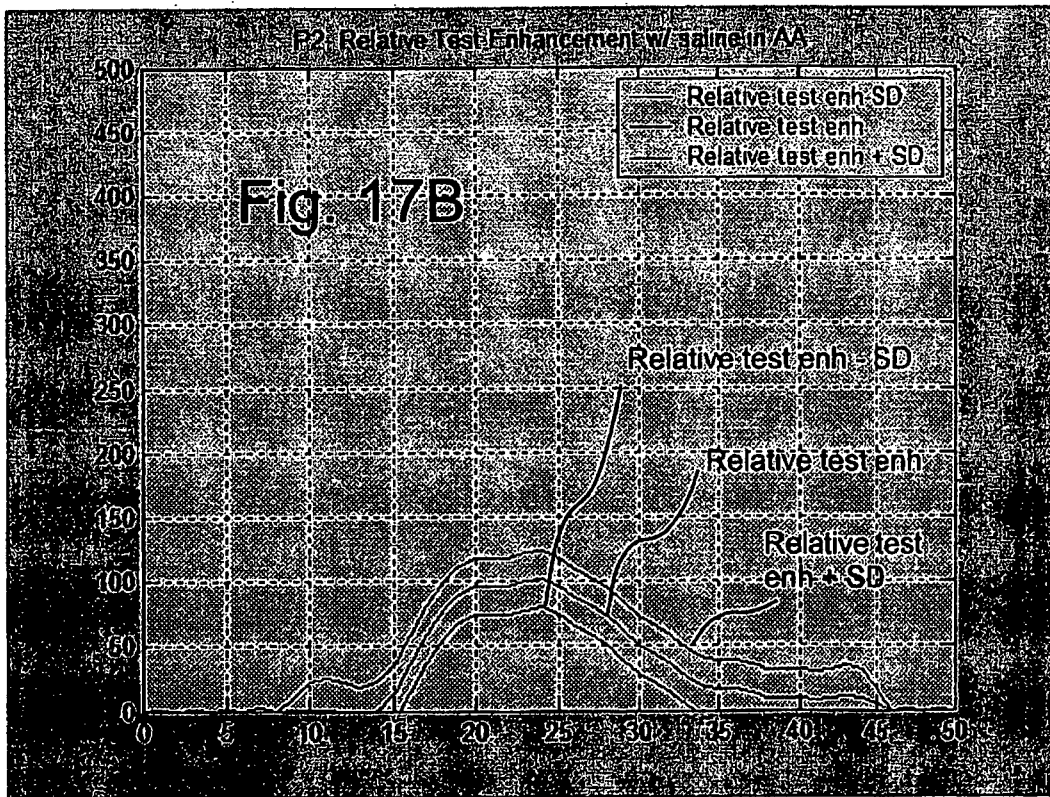 P2: Relative Test Enhancement w/ saline in AA
500
450
400
350
300
250
200
150
100
50
0
Relative test enh SD
Relative test enh
Relative test enh + SD
Fig. 17B
Relative test enh - SD
Relative test enh
Relative test
enh + SD
0 5 10 15 20 25 30 35 40 45 50